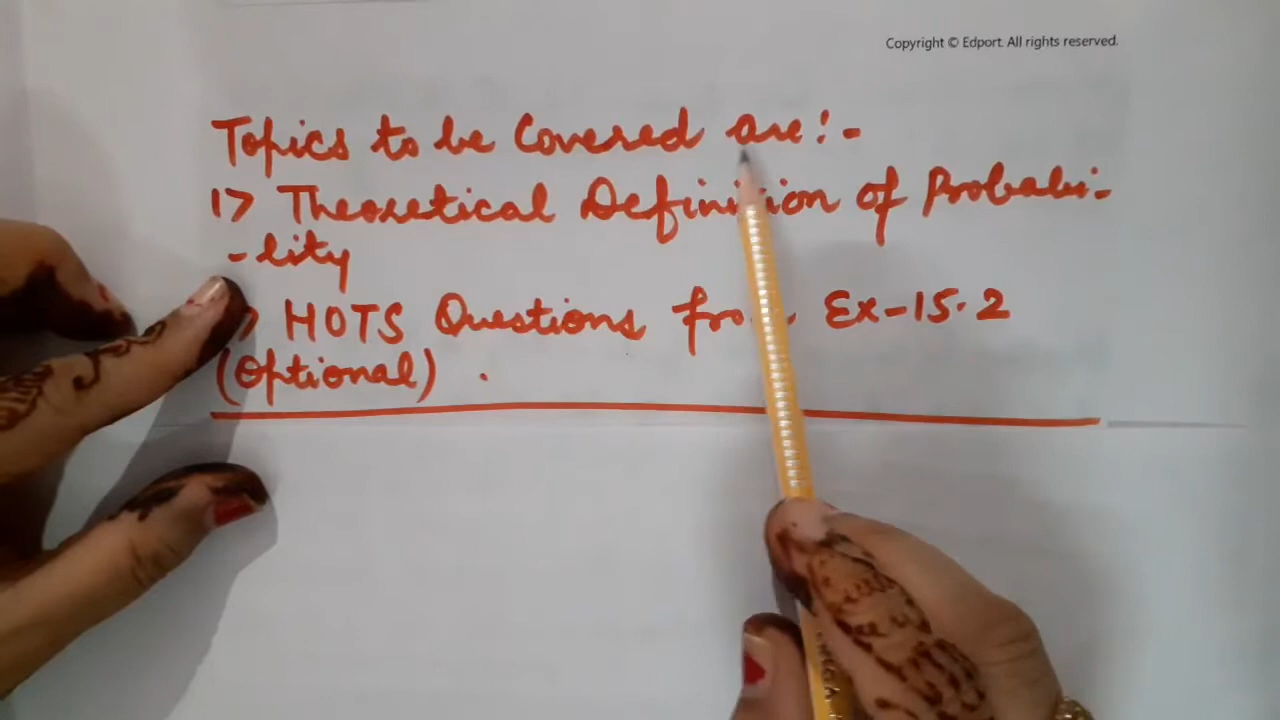 Copyright © Edport. All rights reserved.
Topics to be Covered are:-
1> Theoretical Definition of Probabi-
-lity
> HOTS Questions from Ex-15.2
(Optional) .